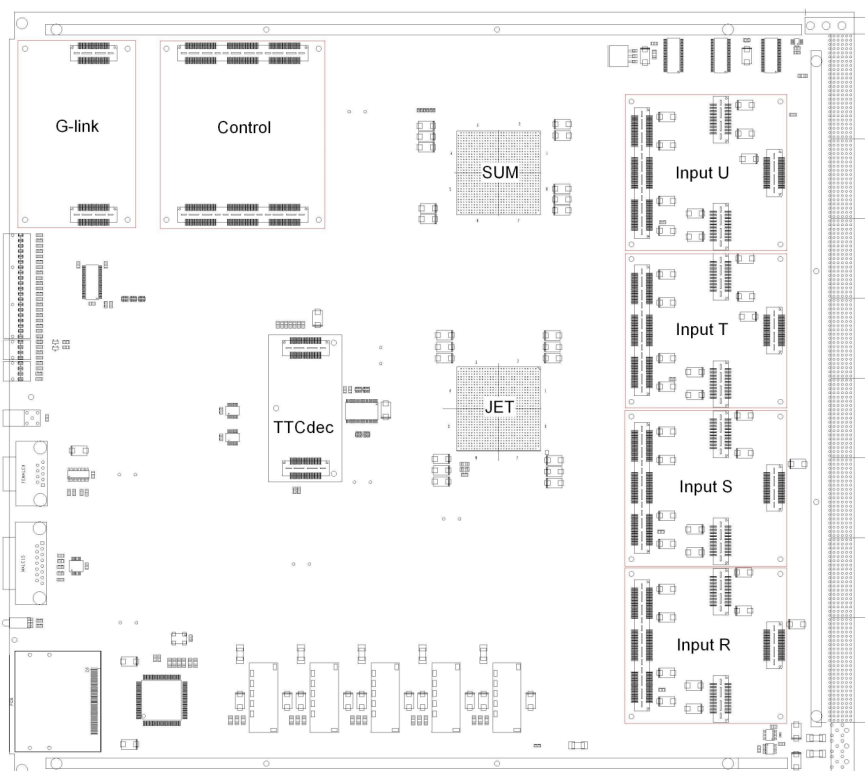 G-link
Control
SUM
Input U
Input T
TTCdec
JET
Input S
Input R